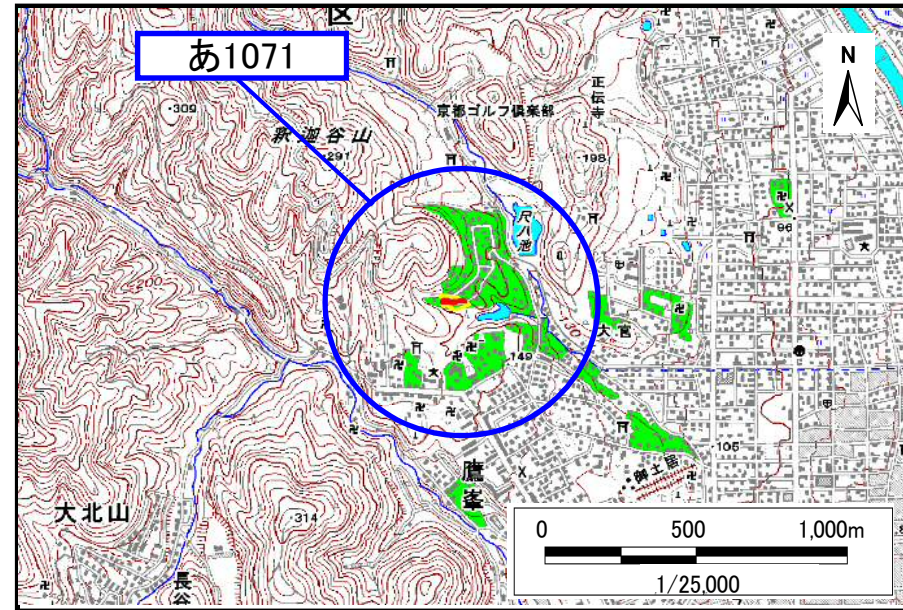 区
あ1071
N
・309
釈迦谷山
・291
京都ゴルフ倶楽部
正伝寺
・198
尺八池
96
200
130
大宮
149
鷹峯
105
御土居
大北山
・314
長谷
0 500 1,000m
1/25,000